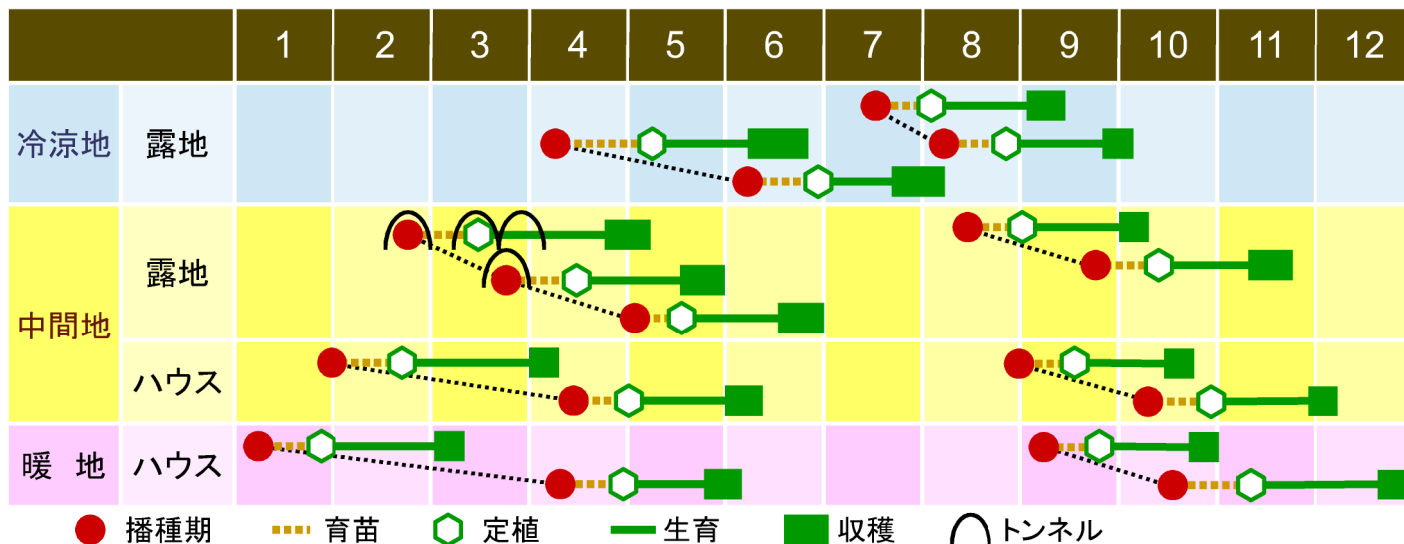 1 2 3 4 5 6 7 8 9 10 11 12
冷涼地 露地
中間地 露地
ハウス
暖 地 ハウス
播種期 育苗 定植 生育 収穫 トンネル